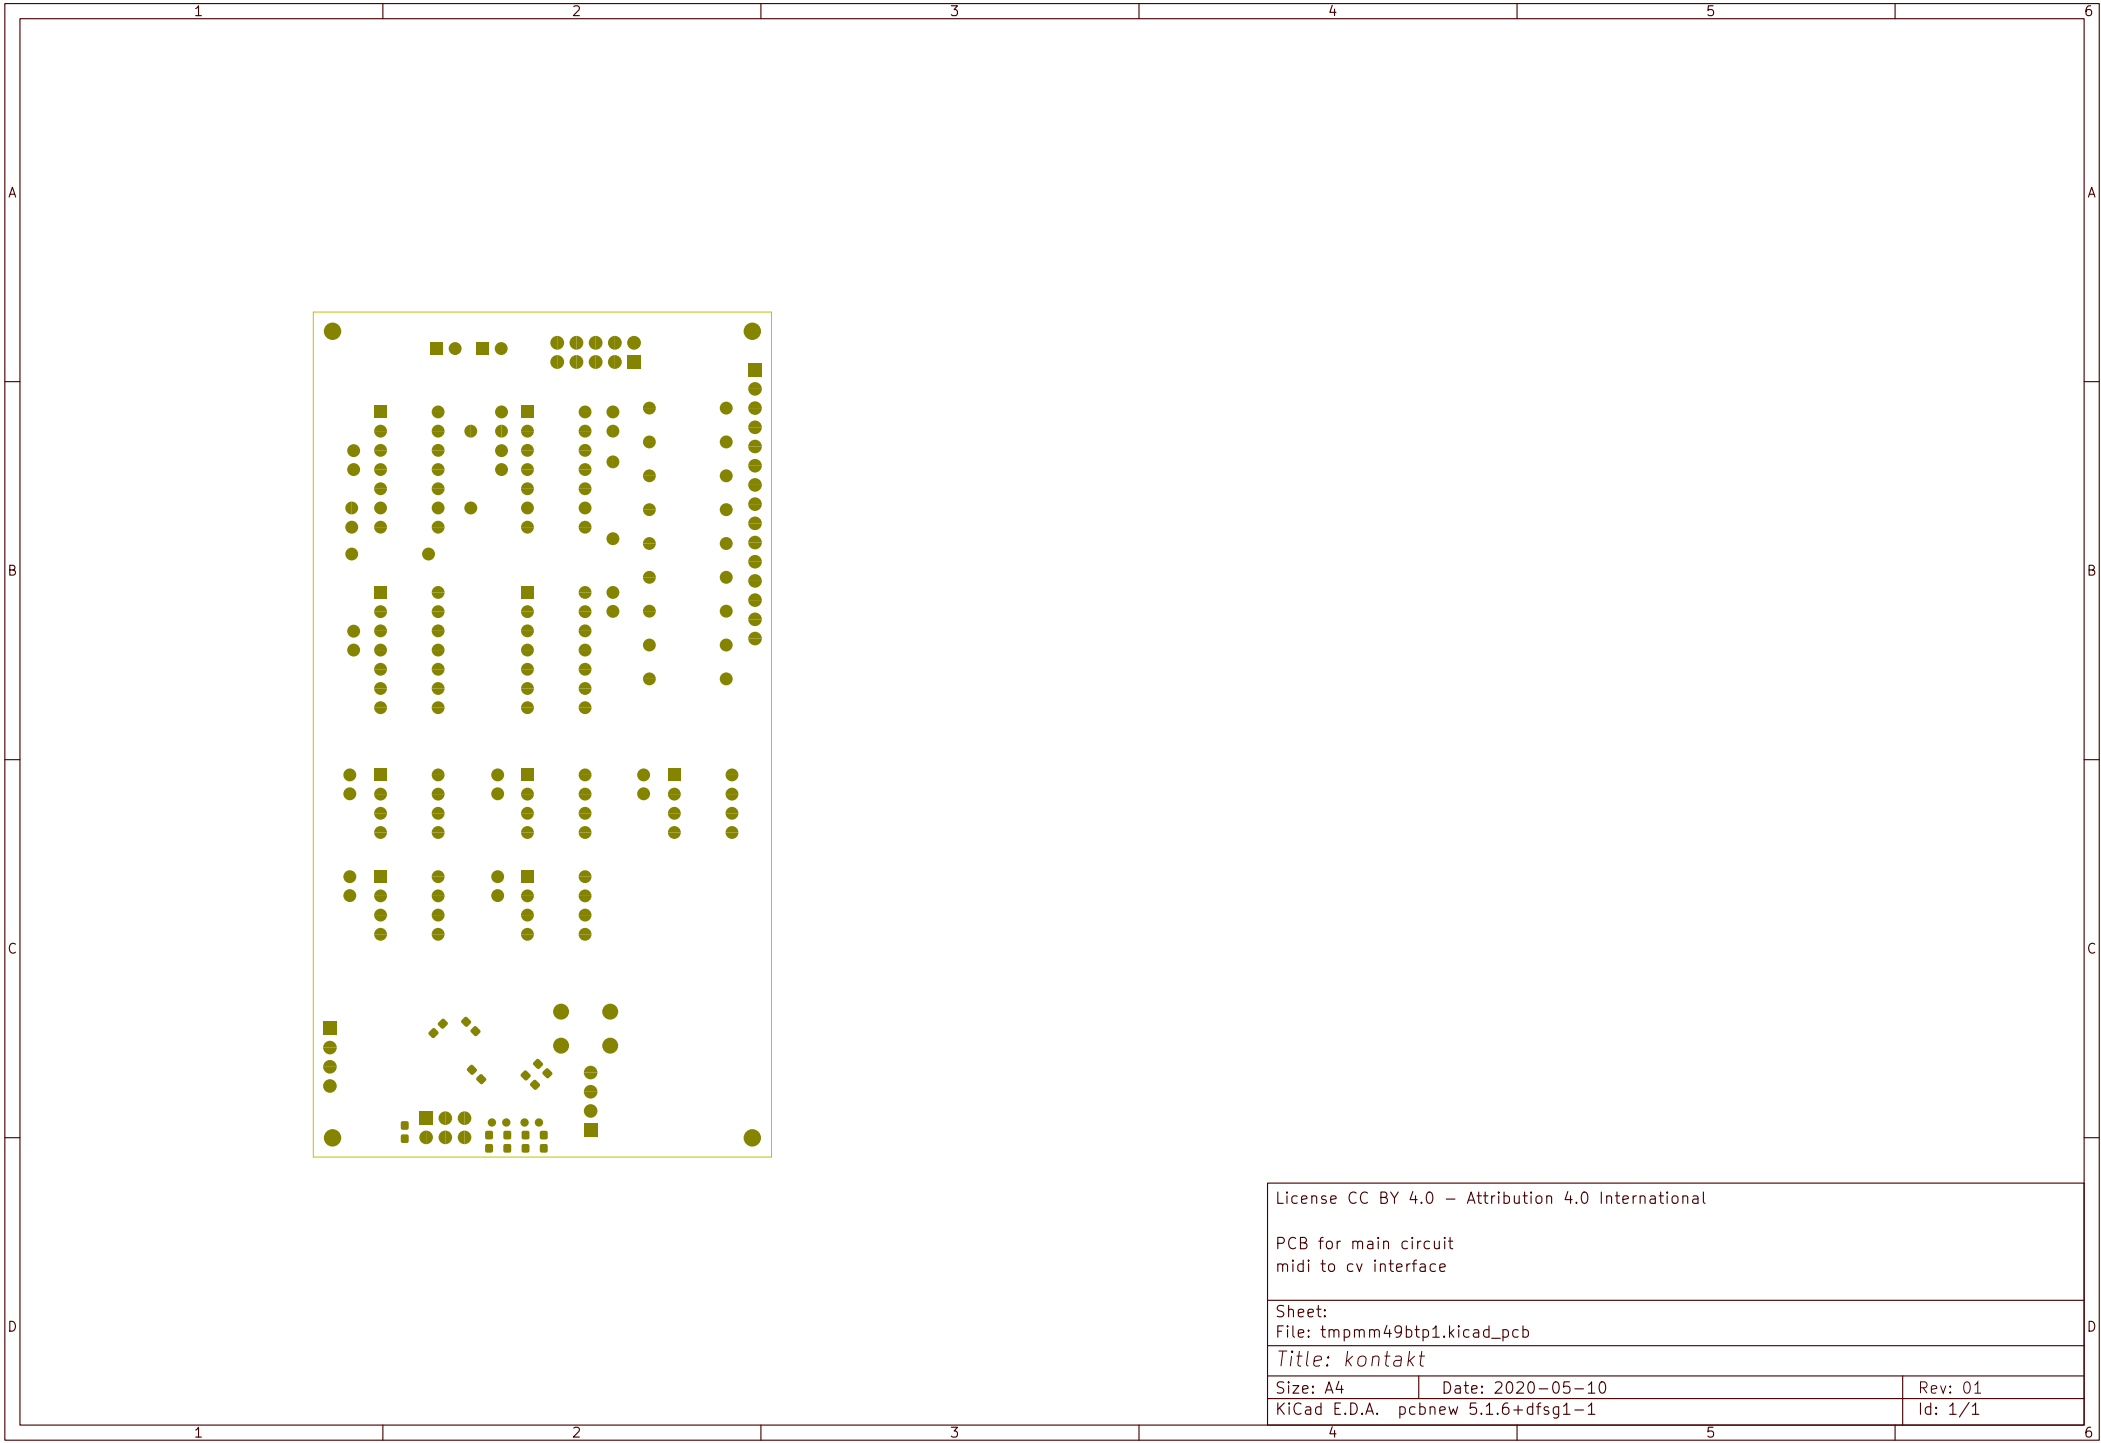 1 2 3 4 5 6
A A
B B
C C
License CC BY 4.0 – Attribution 4.0 International
PCB for main circuit
midi to cv interface
Sheet:
D D
File: tmpmm49btp1.kicad_pcb
Title: kontakt
Size: A4 Date: 2020-05-10 Rev: 01
KiCad E.D.A. pcbnew 5.1.6+dfsg1-1 Id: 1/1
1 2 3 4 5 6